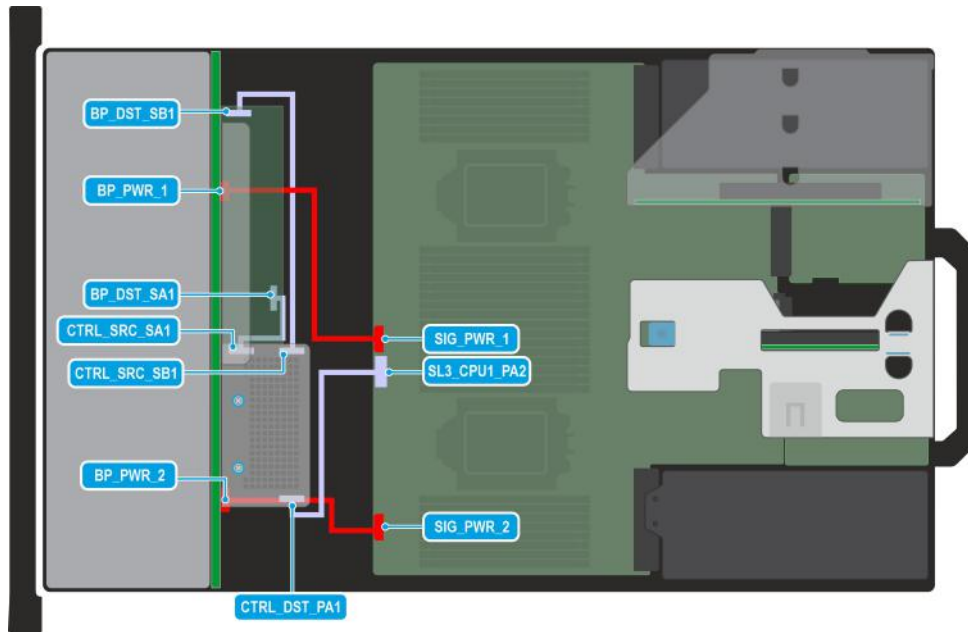 BP_DST_SB1
BP_PWR_1
BP_DST_SA1
CTRL_SRC_SA1
CTRL_SRC_SB1
SIG_PWR_1
SL3_CPU1_PA2
BP_PWR_2
SIG_PWR_2
CTRL_DST_PA1